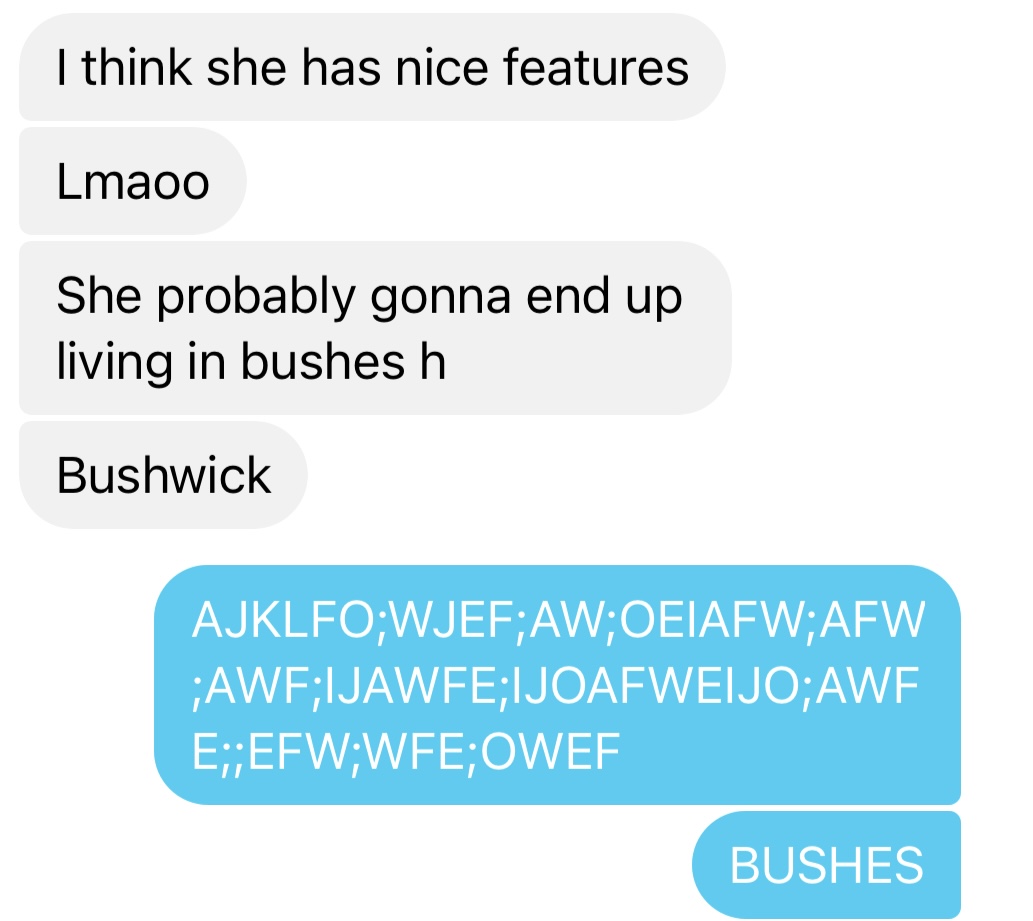 I think she has nice features
Lmaoo
She probably gonna end up
living in bushes h
Bushwick
AJKLFO;WJEF;AW;OEIAFW;AFW
;AWF;IJAWFE;IJOAFWEIJO;AWF
E;;EFW;WFE;OWEF
BUSHES